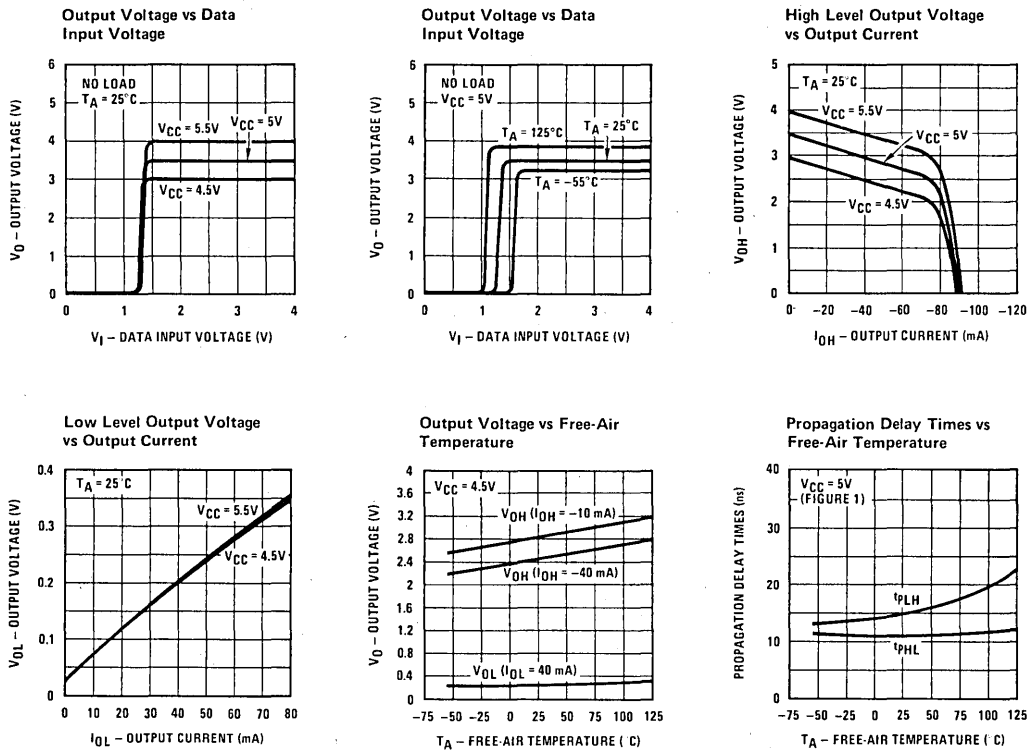 Output Voltage vs Data
Input Voltage
6
5
4
3
2
1
0
V_O – OUTPUT VOLTAGE (V)
NO LOAD
T_A = 25°C
V_CC = 5.5V
V_CC = 5V
V_CC = 4.5V
0 1 2 3 4
V_I – DATA INPUT VOLTAGE (V)
Output Voltage vs Data
Input Voltage
6
5
4
3
2
1
0
V_O – OUTPUT VOLTAGE (V)
NO LOAD
V_CC = 5V
T_A = 125°C
T_A = 25°C
T_A = –55°C
0 1 2 3 4
V_I – DATA INPUT VOLTAGE (V)
High Level Output Voltage
vs Output Current
5
4
3
2
1
0
V_OH – OUTPUT VOLTAGE (V)
T_A = 25°C
V_CC = 5.5V
V_CC = 5V
V_CC = 4.5V
0 –20 –40 –60 –80 –100 –120
I_OH – OUTPUT CURRENT (mA)
Low Level Output Voltage
vs Output Current
0.4
0.3
0.2
0.1
0
V_OL – OUTPUT VOLTAGE (V)
T_A = 25°C
V_CC = 5.5V
V_CC = 4.5V
0 10 20 30 40 50 60 70 80
I_OL – OUTPUT CURRENT (mA)
Output Voltage vs Free-Air
Temperature
4
3.6
3.2
2.8
2.4
2
1.6
1.2
0.8
0.4
0
V_O – OUTPUT VOLTAGE (V)
V_CC = 4.5V
V_OH (I_OH = –10 mA)
V_OH (I_OH = –40 mA)
V_OL (I_OL = 40 mA)
–75 –50 –25 0 25 50 75 100 125
T_A – FREE-AIR TEMPERATURE (°C)
Propagation Delay Times vs
Free-Air Temperature
40
30
20
10
0
PROPAGATION DELAY TIMES (ns)
V_CC = 5V
(FIGURE 1)
t_PLH
t_PHL
–75 –50 –25 0 25 50 75 100 125
T_A – FREE-AIR TEMPERATURE (°C)